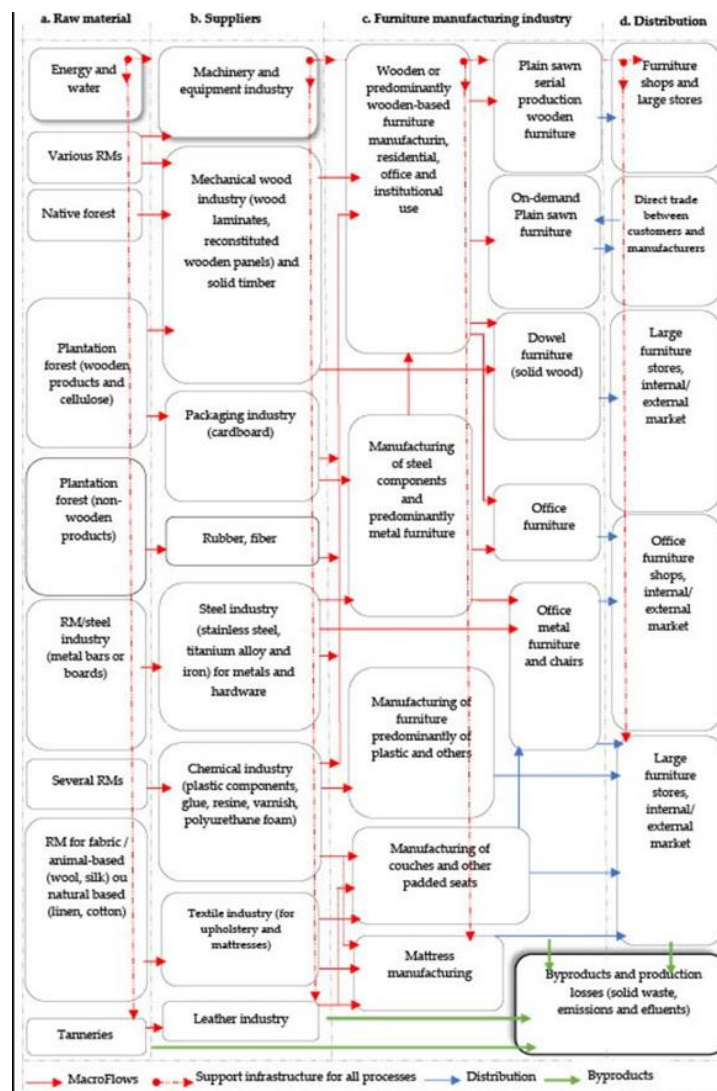 a. Raw material
b. Suppliers
c. Furniture manufacturing industry
d. Distribution
Energy and
water
Various RMs
Native forest
Plantation
forest (wooden
products and
cellulose)
Plantation
forest (non-
wooden
products)
RM/steel
industry
(metal bars or
boards)
Several RMs
RM for fabric /
animal-based
(wool, silk) ou
natural based
(linen, cotton)
Tanneries
Machinery and
equipment industry
Mechanical wood
industry (wood
laminates,
reconstituted
wooden panels) and
solid timber
Packaging industry
(cardboard)
Rubber, fiber
Steel industry
(stainless steel,
titanium alloy and
iron) for metals and
hardware
Chemical industry
(plastic components,
glue, resine, varnish,
polyurethane foam)
Textile industry (for
upholstery and
mattresses)
Leather industry
Wooden or
predominantly
wooden-based
furniture
manufacturin,
residential,
office and
institutional
use
Manufacturing
of steel
components
and
predominantly
metal furniture
Manufacturing of
furniture
predominantly of
plastic and others
Manufacturing of
couches and other
padded seats
Mattress
manufacturing
Plain sawn
serial
production
wooden
furniture
On-demand
Plain sawn
furniture
Dowel
furniture
(solid wood)
Office
furniture
Office
metal
furniture
and chairs
Furniture
shops and
large stores
Direct trade
between
customers and
manufacturers
Large
furniture
stores,
internal/
external
market
Office
furniture
shops,
internal/
external
market
Large
furniture
stores,
internal/
external
market
Byproducts and production
losses (solid waste,
emissions and efluents)
MacroFlows
Support infrastructure for all processes
Distribution
Byproducts